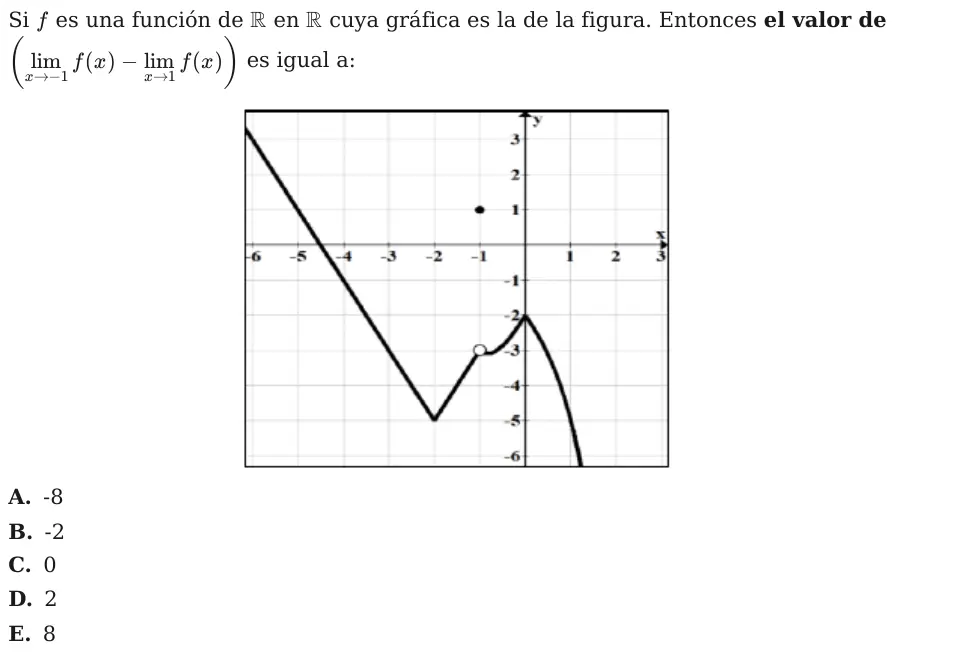 Si f es una función de ℝ en ℝ cuya gráfica es la de la figura. Entonces el valor de
(lim x→−1 f(x) − lim x→1 f(x)) es igual a:
y
3
2
1
x
-6 -5 -4 -3 -2 -1 1 2 3
-1
-2
-3
-4
-5
-6
A. -8
B. -2
C. 0
D. 2
E. 8